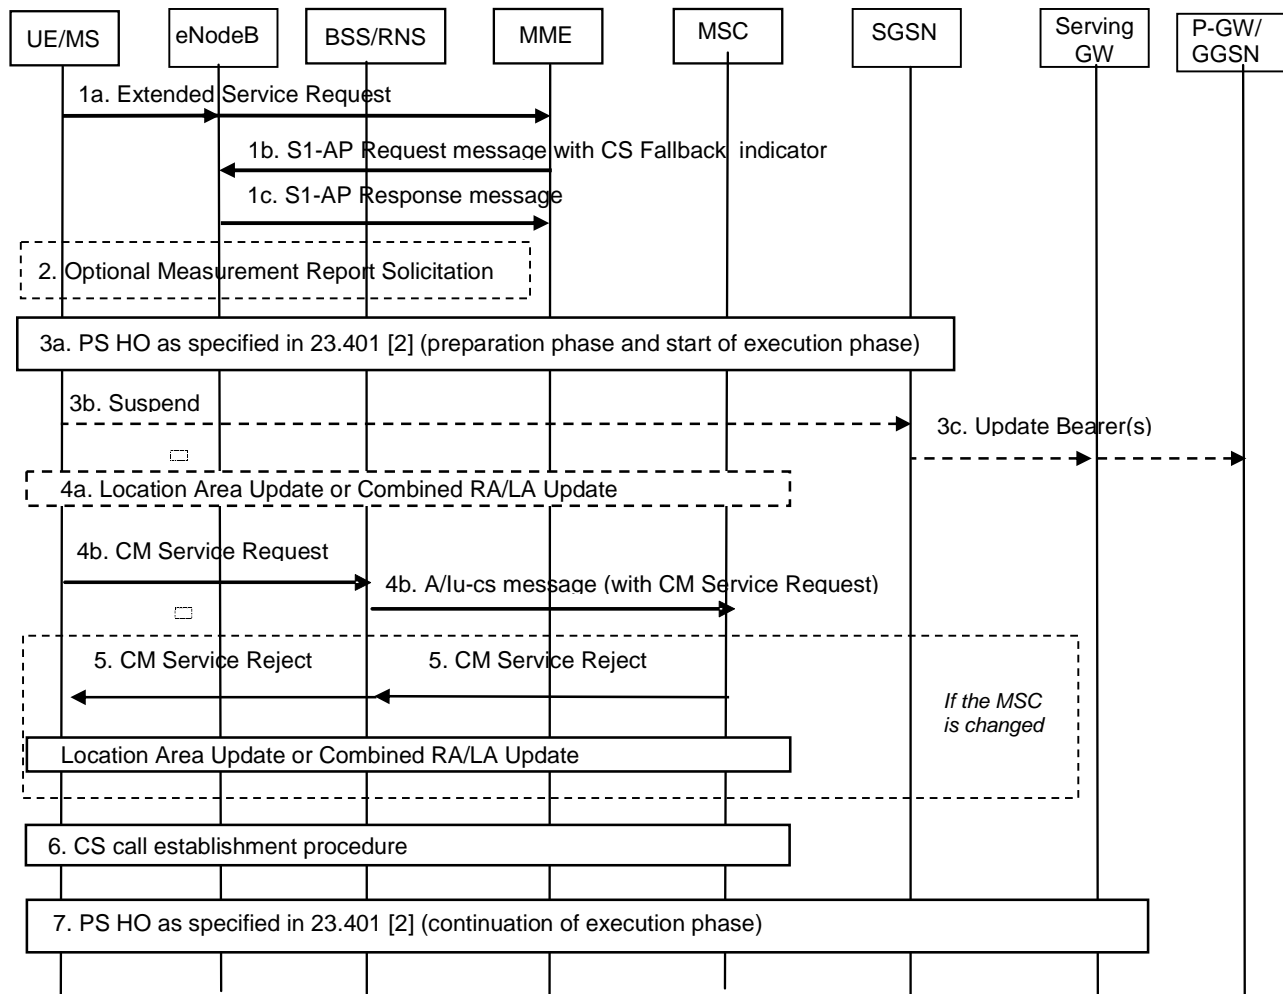 UE/MS
eNodeB
BSS/RNS
MME
MSC
SGSN
Serving
GW
P-GW/
GGSN
1a. Extended Service Request
1b. S1-AP Request message with CS Fallback indicator
1c. S1-AP Response message
2. Optional Measurement Report Solicitation
3a. PS HO as specified in 23.401 [2] (preparation phase and start of execution phase)
3b. Suspend
3c. Update Bearer(s)
4a. Location Area Update or Combined RA/LA Update
4b. CM Service Request
4b. A/Iu-cs message (with CM Service Request)
5. CM Service Reject
5. CM Service Reject
If the MSC
is changed
Location Area Update or Combined RA/LA Update
6. CS call establishment procedure
7. PS HO as specified in 23.401 [2] (continuation of execution phase)